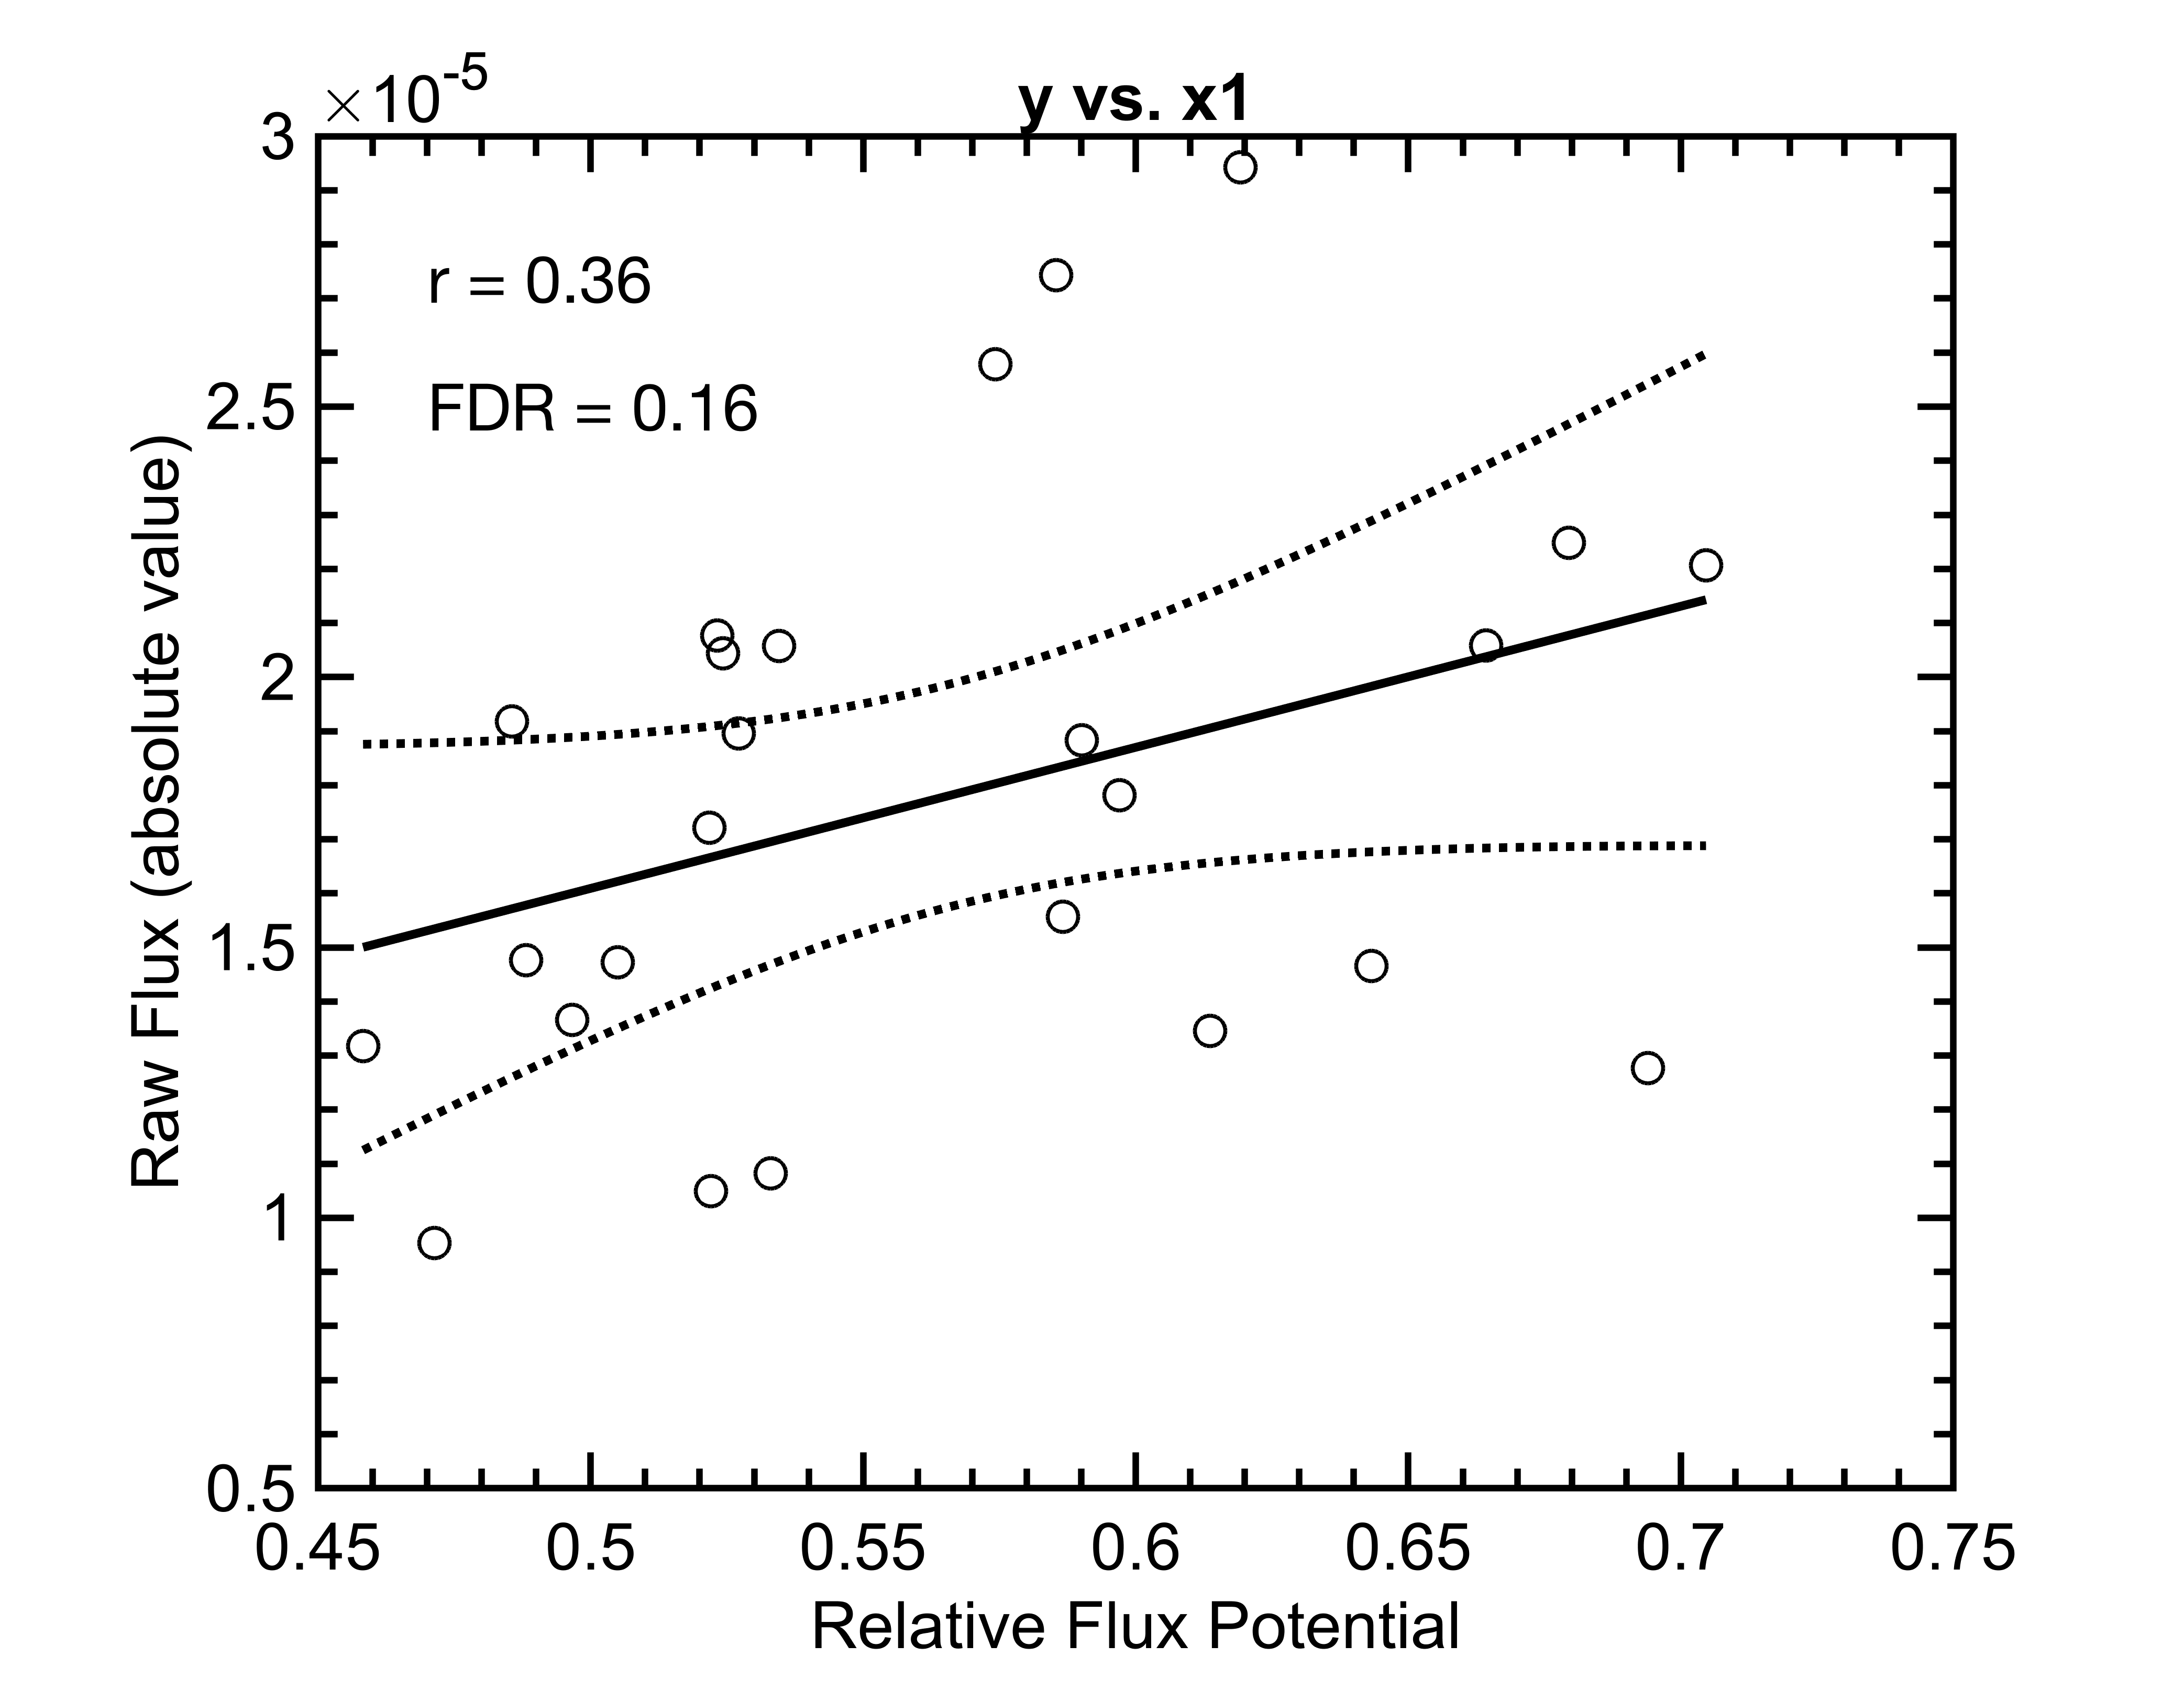 ×10-5
y vs. x1
3
2.5
2
1.5
1
0.5
r = 0.36
FDR = 0.16
Raw Flux (absolute value)
0.45 0.5 0.55 0.6 0.65 0.7 0.75
Relative Flux Potential